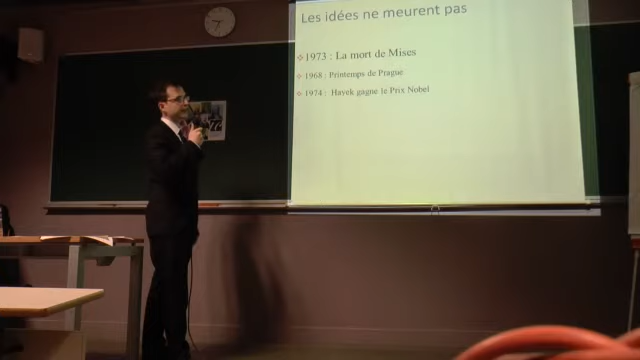 Les idées ne meurent pas
1973 : La mort de Mises
1968 : Printemps de Prague
1974 : Hayek gagne le Prix Nobel